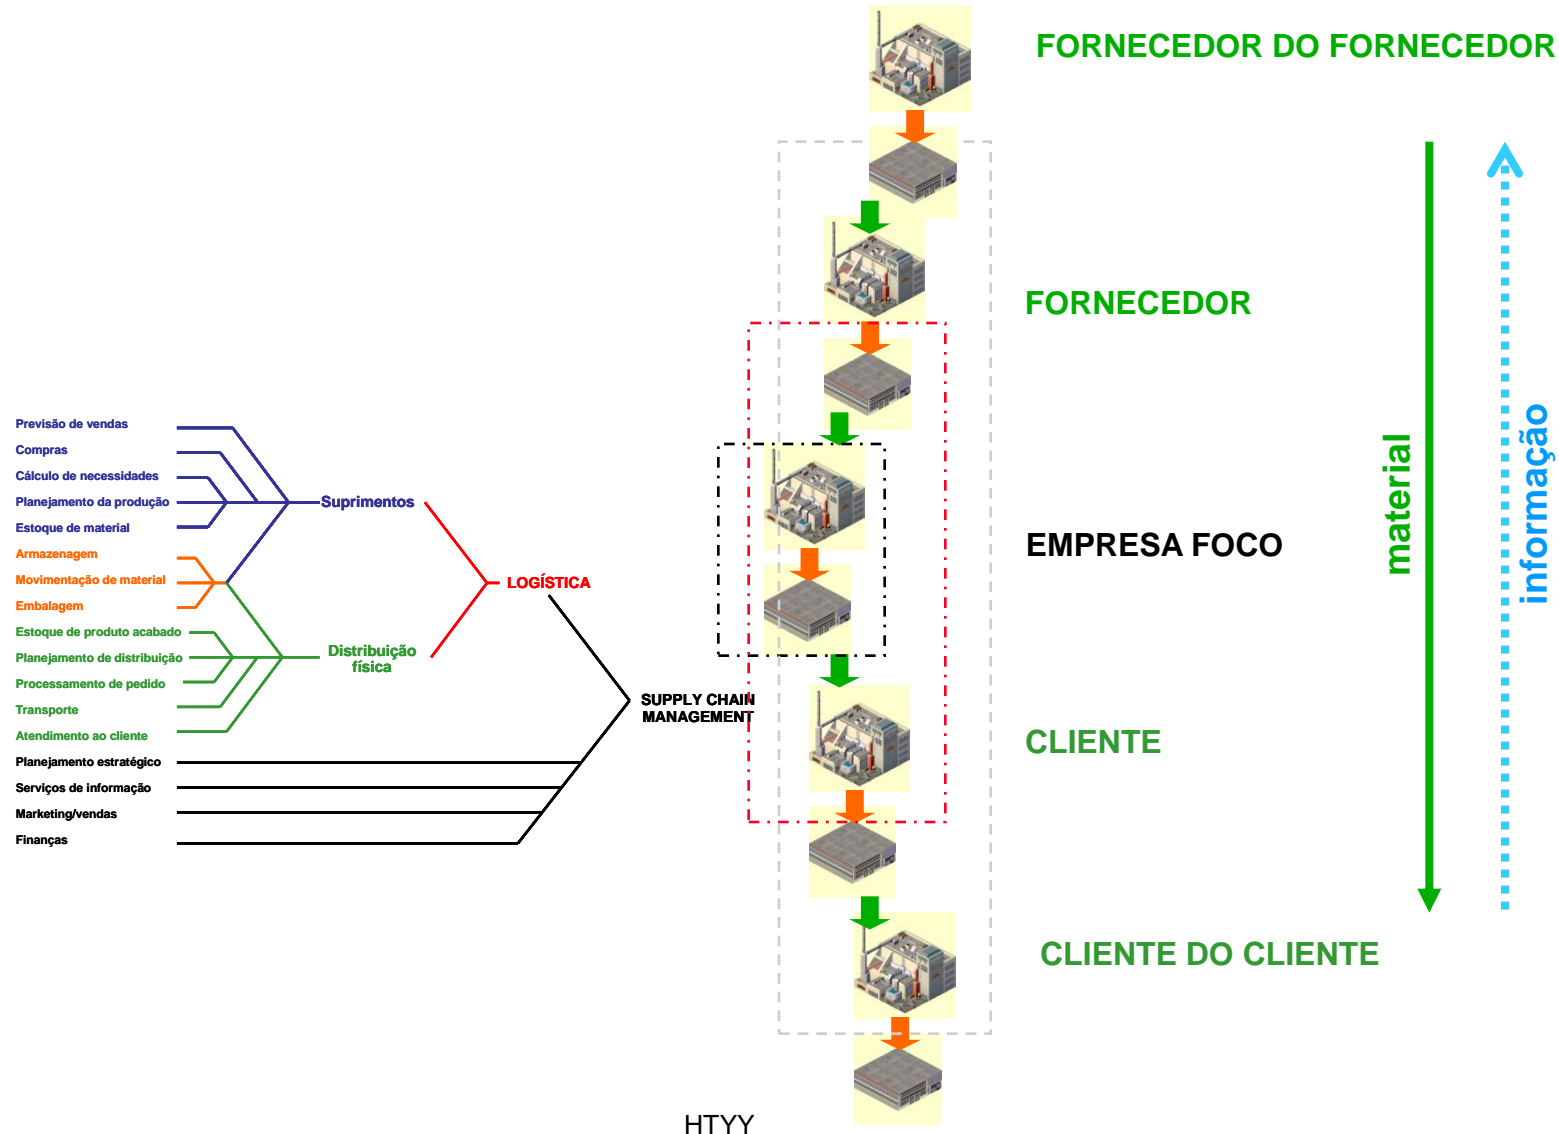 FORNECEDOR DO FORNECEDOR
FORNECEDOR
Previsão de vendas
Compras
Cálculo de necessidades
Planejamento da produção
Estoque de material
Suprimentos
Armazenagem
Movimentação de material
Embalagem
LOGÍSTICA
EMPRESA FOCO
material
informação
Estoque de produto acabado
Planejamento de distribuição
Processamento de pedido
Transporte
Atendimento ao cliente
Distribuição
física
SUPPLY CHAIN
MANAGEMENT
CLIENTE
Planejamento estratégico
Serviços de informação
Marketing/vendas
Finanças
CLIENTE DO CLIENTE
HTYY